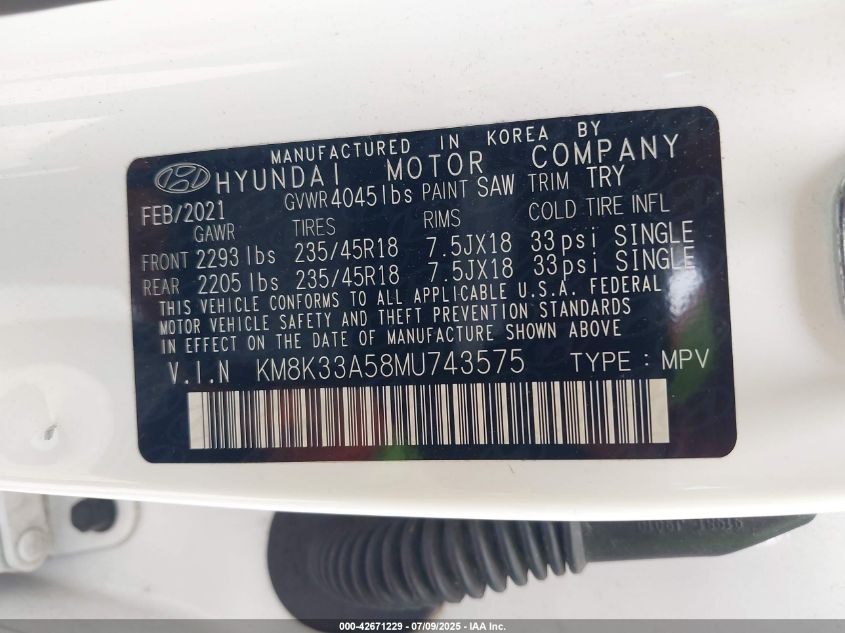 MANUFACTURED IN KOREA BY
HYUNDAI MOTOR COMPANY
FEB/2021 GVWR 4045 lbs PAINT SAW TRIM TRY
GAWR TIRES RIMS COLD TIRE INFL
FRONT 2293 lbs 235/45R18 7.5JX18 33 psi SINGLE
REAR 2205 lbs 235/45R18 7.5JX18 33 psi SINGLE
THIS VEHICLE CONFORMS TO ALL APPLICABLE U.S.A. FEDERAL
MOTOR VEHICLE SAFETY AND THEFT PREVENTION STANDARDS
IN EFFECT ON THE DATE OF MANUFACTURE SHOWN ABOVE
V.I.N KM8K33A58MU743575 TYPE : MPV
000-42671229 - 07/09/2025 - IAA Inc.